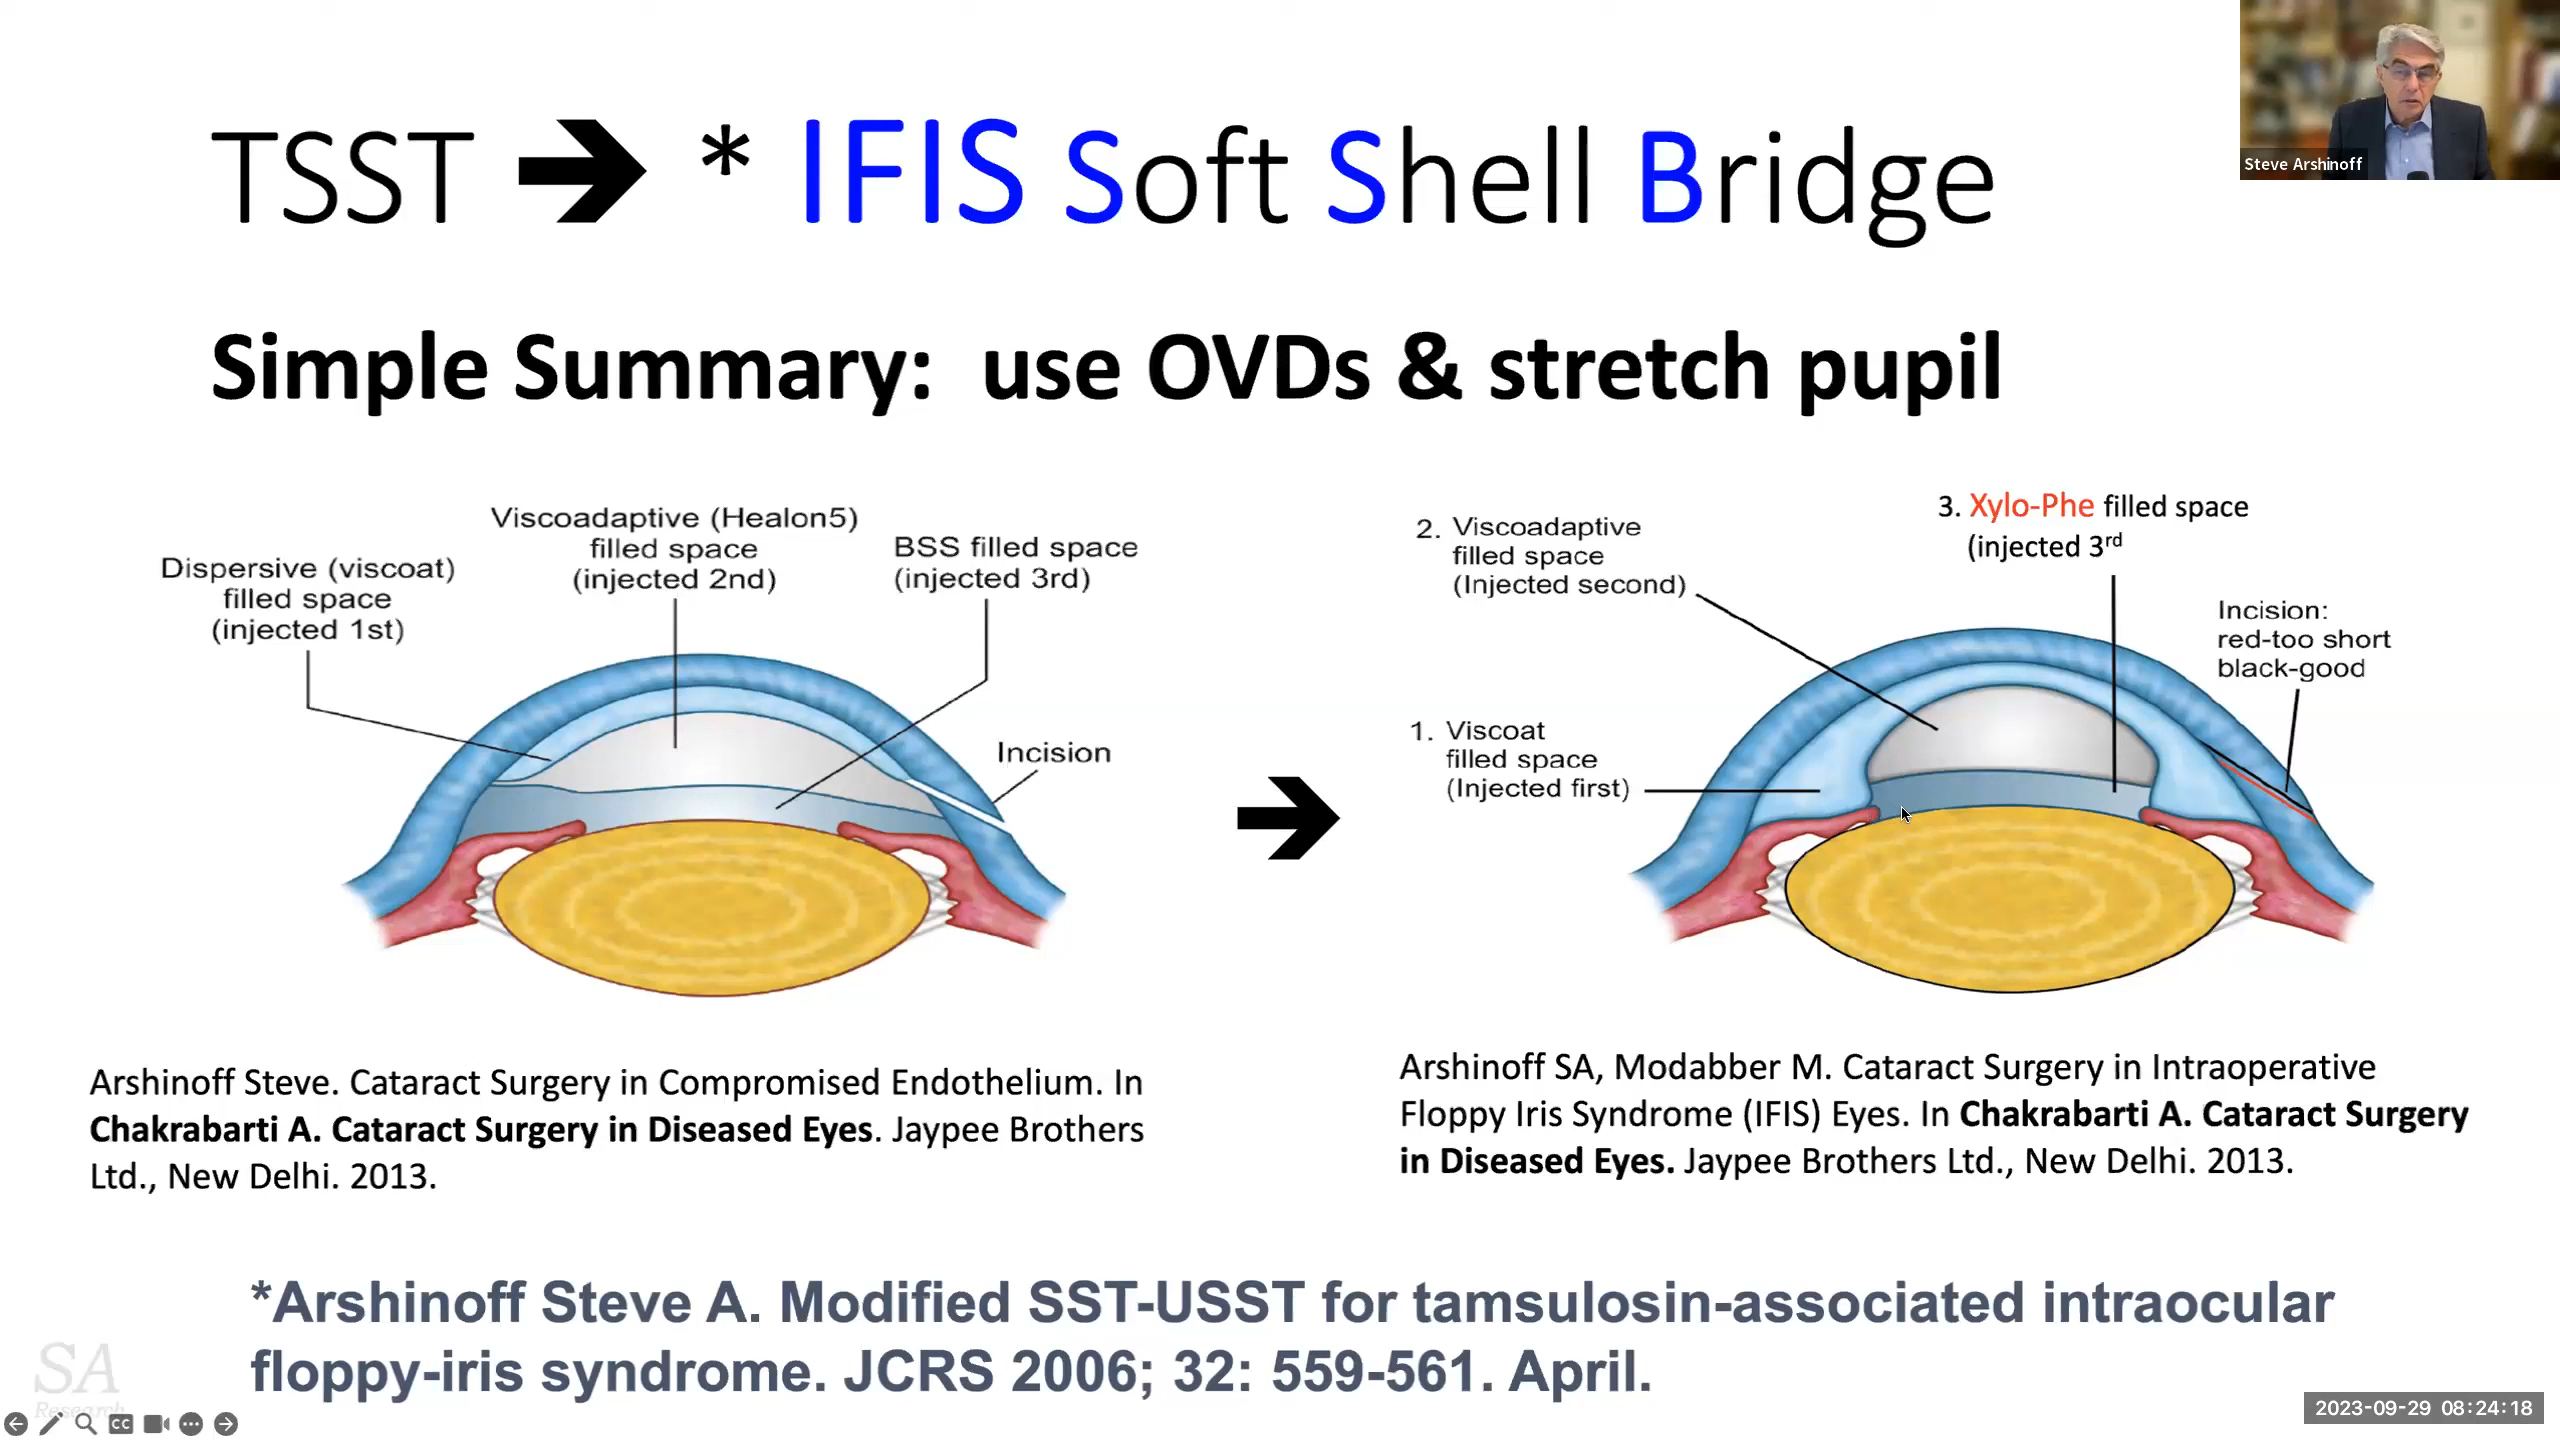 TSST → * IFIS Soft Shell Bridge
Steve Arshinoff
Simple Summary: use OVDs & stretch pupil
Dispersive (viscoat)
filled space
(injected 1st)
Viscoadaptive (Healon5)
filled space
(injected 2nd)
BSS filled space
(injected 3rd)
Incision
2. Viscoadaptive
filled space
(Injected second)
3. Xylo-Phe filled space
(injected 3rd
Incision:
red-too short
black-good
1. Viscoat
filled space
(Injected first)
Arshinoff Steve. Cataract Surgery in Compromised Endothelium. In
Chakrabarti A. Cataract Surgery in Diseased Eyes. Jaypee Brothers
Ltd., New Delhi. 2013.
Arshinoff SA, Modabber M. Cataract Surgery in Intraoperative
Floppy Iris Syndrome (IFIS) Eyes. In Chakrabarti A. Cataract Surgery
in Diseased Eyes. Jaypee Brothers Ltd., New Delhi. 2013.
*Arshinoff Steve A. Modified SST-USST for tamsulosin-associated intraocular
floppy-iris syndrome. JCRS 2006; 32: 559-561. April.
SA
Research
CC
2023-09-29 08:24:18